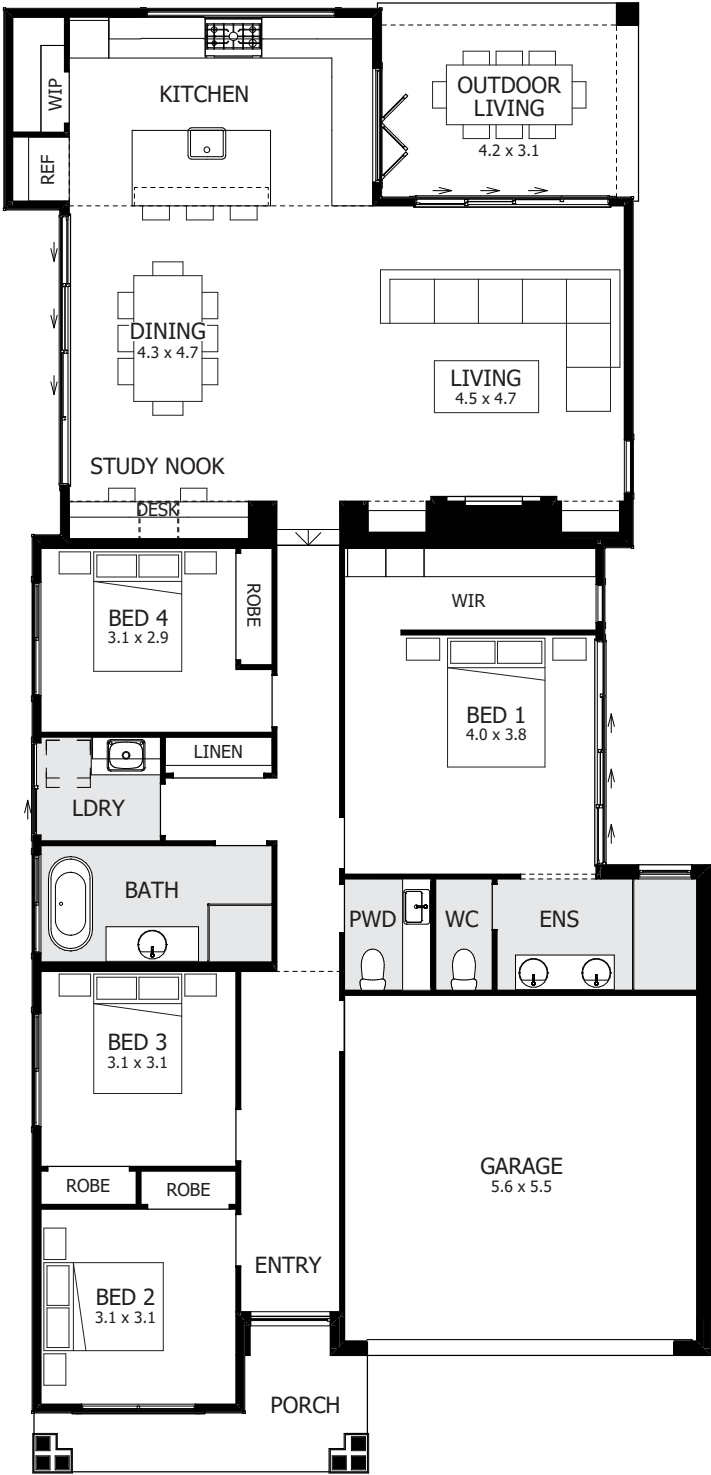 KITCHEN
WIP
REF
OUTDOOR
LIVING
4.2 x 3.1
DINING
4.3 x 4.7
LIVING
4.5 x 4.7
STUDY NOOK
DESK
BED 4
3.1 x 2.9
ROBE
WIR
BED 1
4.0 x 3.8
LINEN
LDRY
BATH
PWD
WC
ENS
BED 3
3.1 x 3.1
ROBE
ROBE
GARAGE
5.6 x 5.5
ENTRY
BED 2
3.1 x 3.1
PORCH